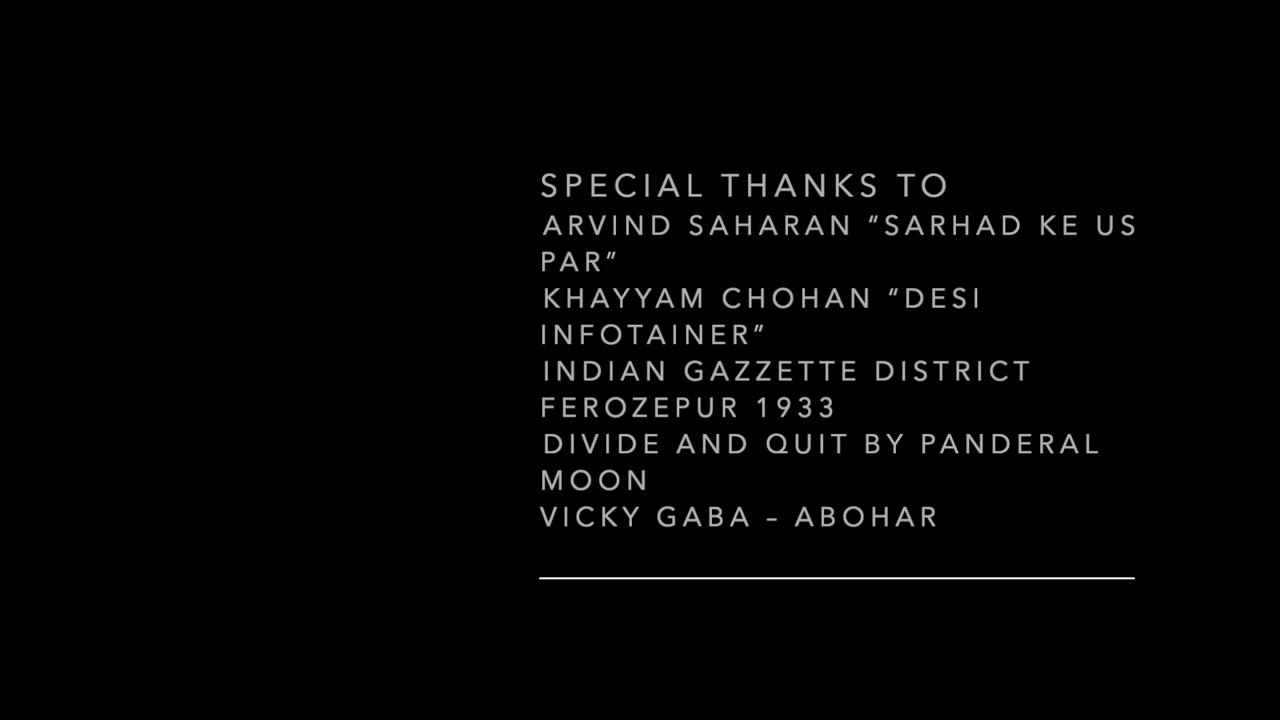 SPECIAL THANKS TO
ARVIND SAHARAN “SARHAD KE US
PAR”
KHAYYAM CHOHAN “DESI
INFOTAINER”
INDIAN GAZZETTE DISTRICT
FEROZEPUR 1933
DIVIDE AND QUIT BY PANDERAL
MOON
VICKY GABA – ABOHAR